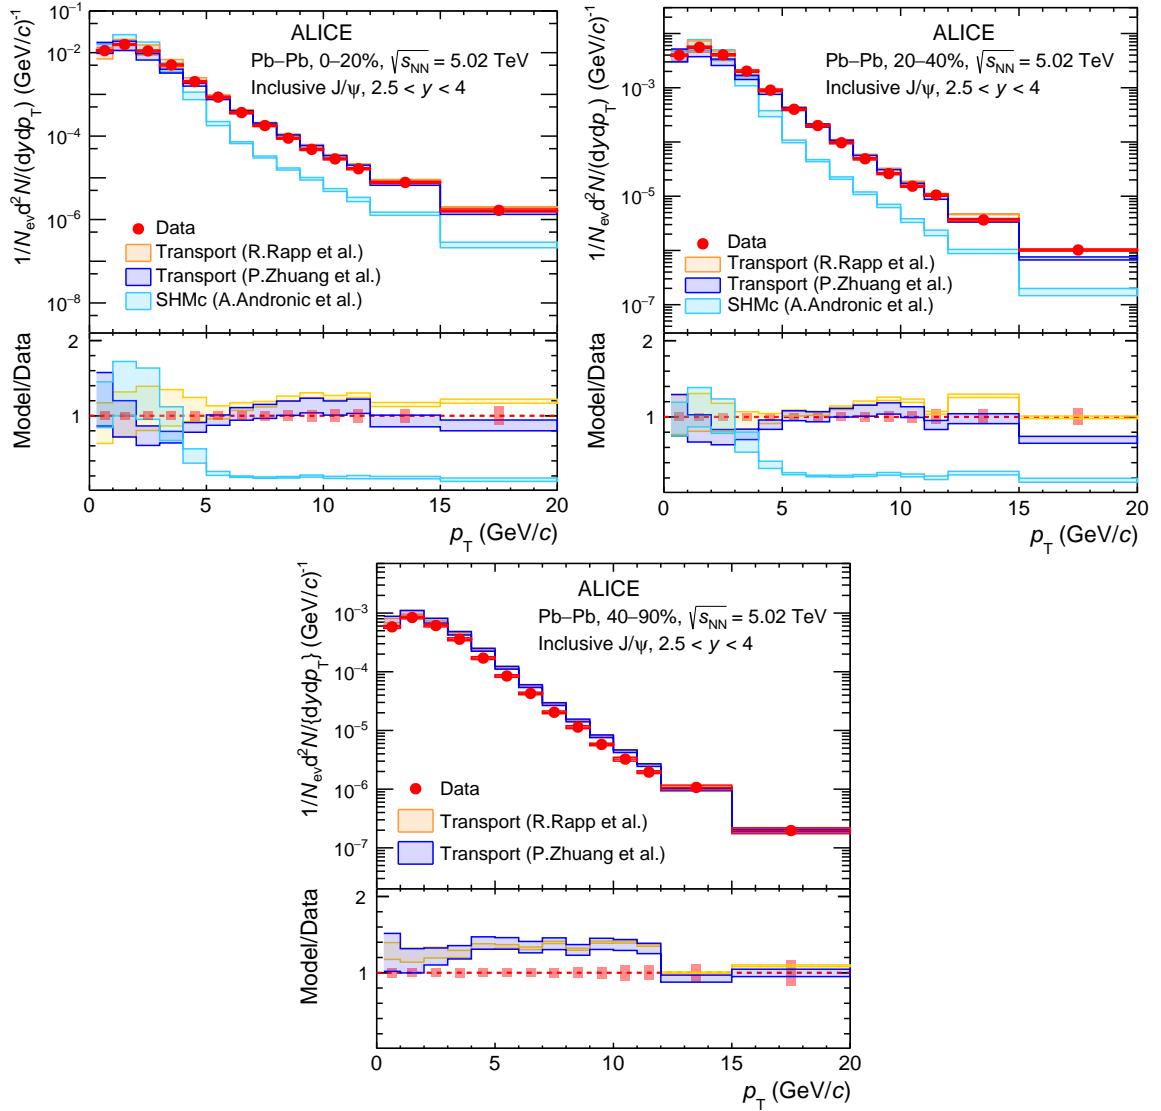 ALICE
Pb–Pb, 0–20%, √sNN = 5.02 TeV
Inclusive J/ψ, 2.5 < y < 4
1/Nev d²N/(dydpT) (GeV/c)⁻¹
10⁻¹
10⁻²
10⁻⁴
10⁻⁶
10⁻⁸
Data
Transport (R.Rapp et al.)
Transport (P.Zhuang et al.)
SHMc (A.Andronic et al.)
Model/Data
2
1
0 5 10 15 20
pT (GeV/c)
ALICE
Pb–Pb, 20–40%, √sNN = 5.02 TeV
Inclusive J/ψ, 2.5 < y < 4
1/Nev d²N/(dydpT) (GeV/c)⁻¹
10⁻³
10⁻⁵
10⁻⁷
Data
Transport (R.Rapp et al.)
Transport (P.Zhuang et al.)
SHMc (A.Andronic et al.)
Model/Data
2
1
0 5 10 15 20
pT (GeV/c)
ALICE
Pb–Pb, 40–90%, √sNN = 5.02 TeV
Inclusive J/ψ, 2.5 < y < 4
1/Nev d²N/{dydpT} (GeV/c)⁻¹
10⁻³
10⁻⁴
10⁻⁵
10⁻⁶
10⁻⁷
Data
Transport (R.Rapp et al.)
Transport (P.Zhuang et al.)
Model/Data
2
1
0 5 10 15 20
pT (GeV/c)